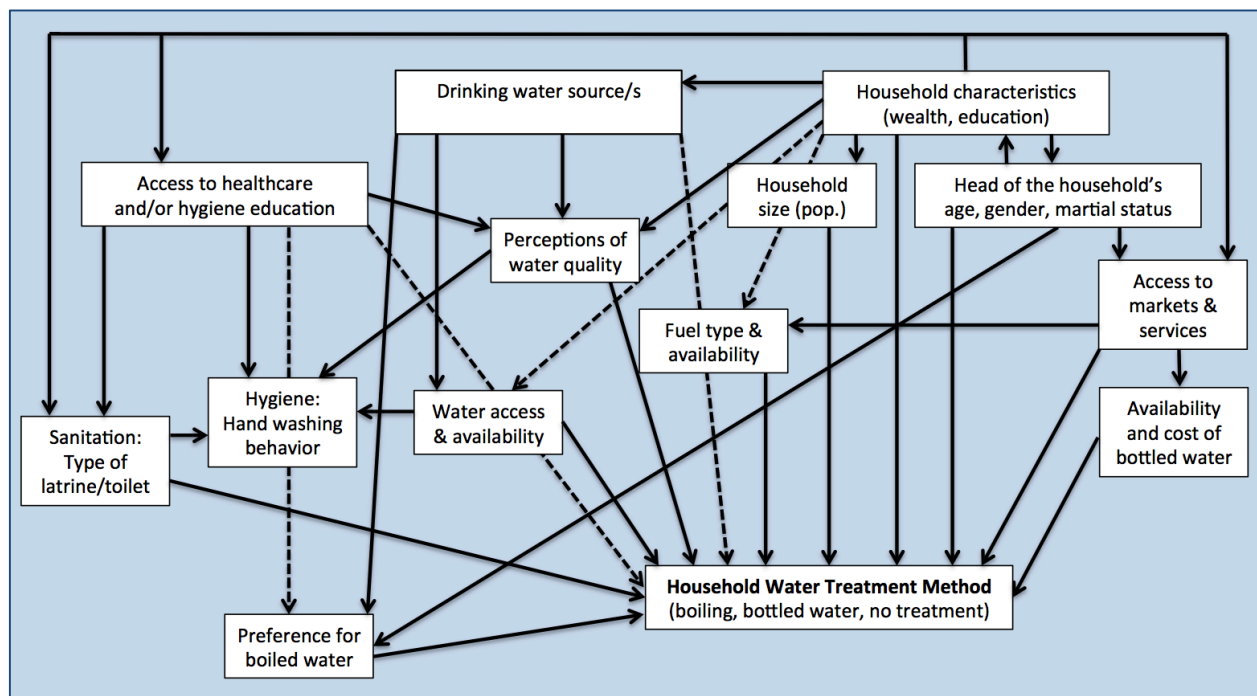 Drinking water source/s
Household characteristics
(wealth, education)
Access to healthcare
and/or hygiene education
Household
size (pop.)
Head of the household's
age, gender, martial status
Perceptions of
water quality
Access to
markets &
services
Fuel type &
availability
Hygiene:
Hand washing
behavior
Water access
& availability
Availability
and cost of
bottled water
Sanitation:
Type of
latrine/toilet
Household Water Treatment Method
(boiling, bottled water, no treatment)
Preference for
boiled water